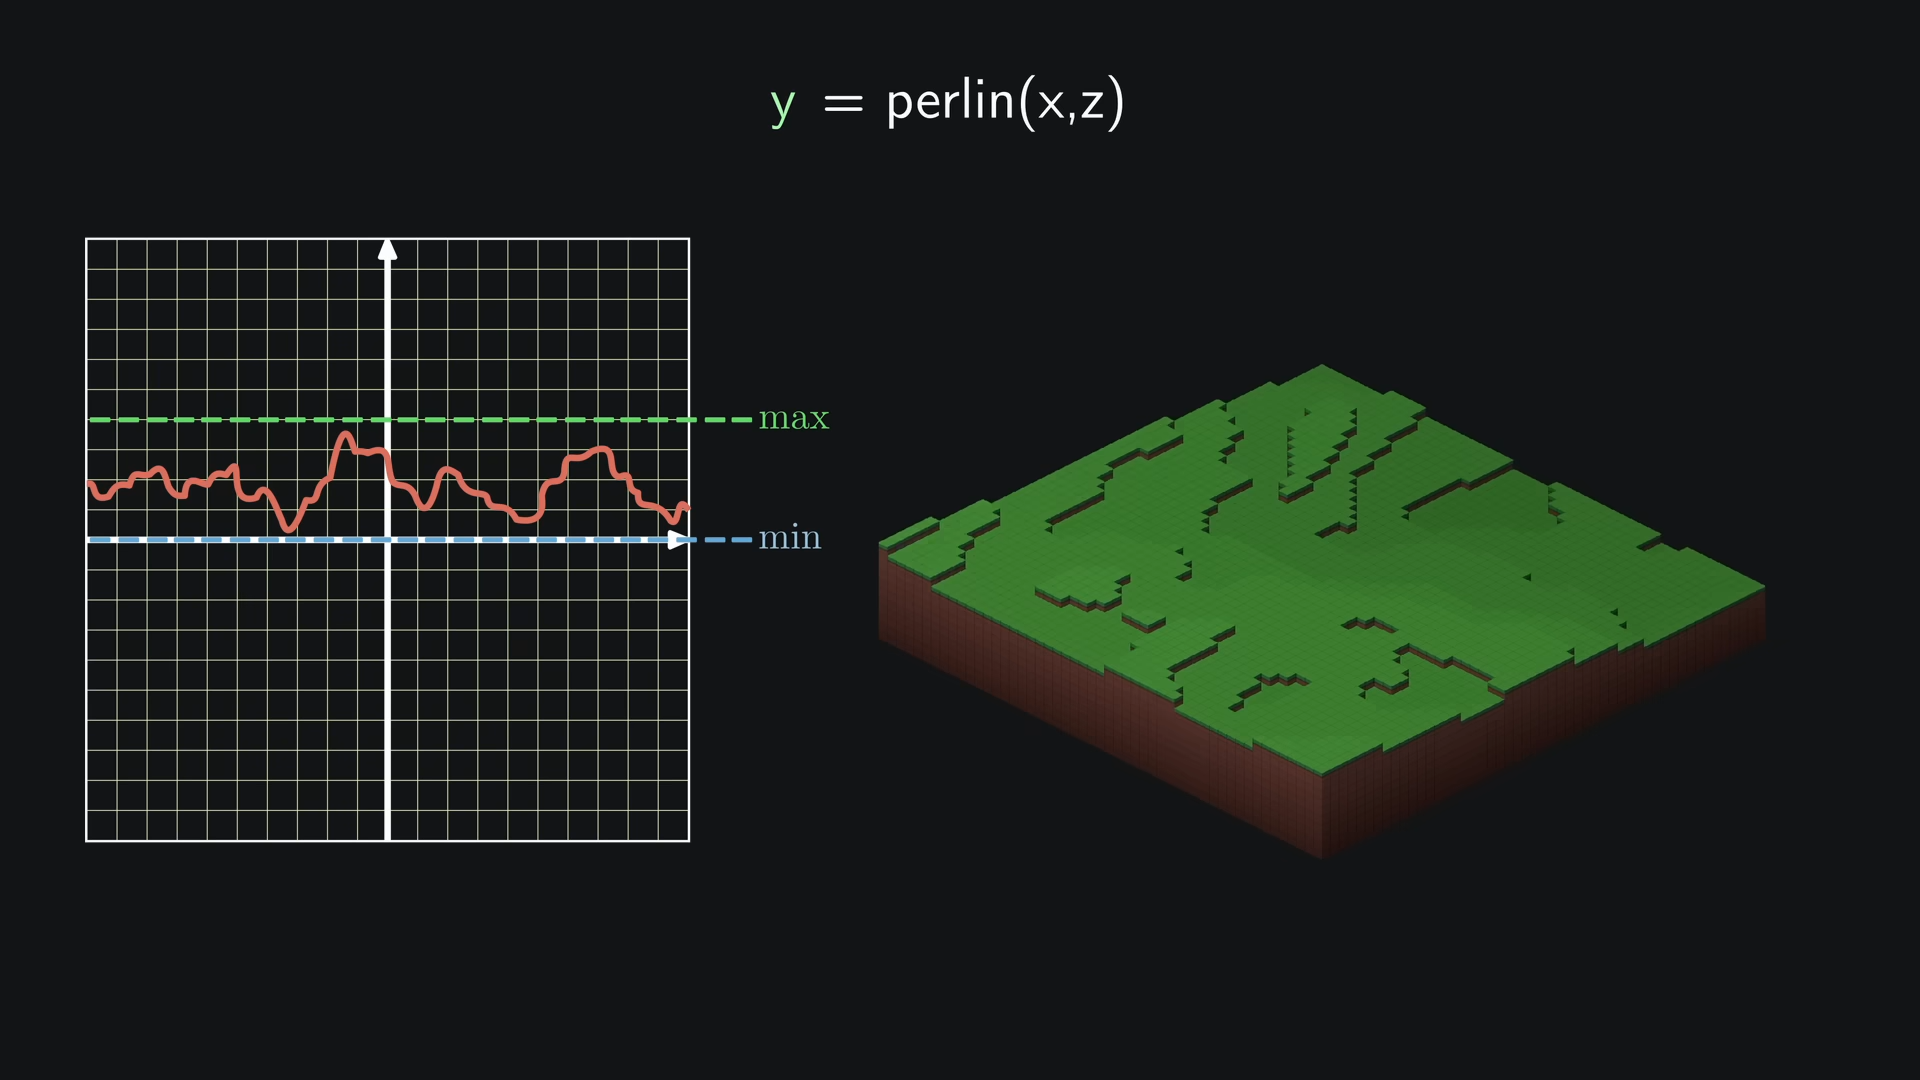 y = perlin(x,z)
max
min